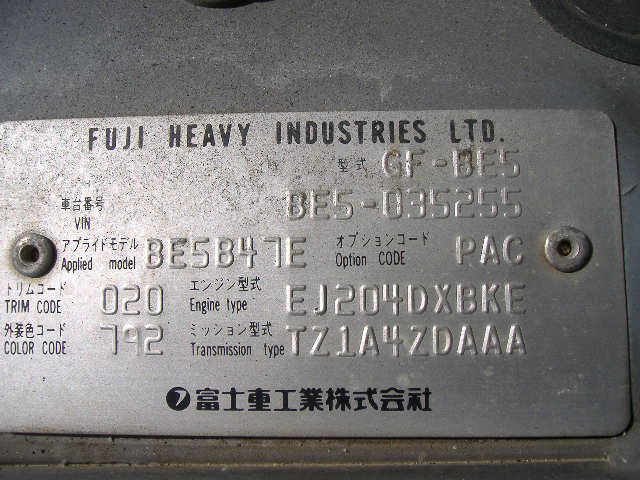 FUJI HEAVY INDUSTRIES LTD.
型式 GF-BE5
車台番号 VIN BE5-035255
アプライドモデル Applied model BE5B47E オプションコード Option CODE PAC
トリムコード TRIM CODE 020 エンジン型式 Engine type EJ204DXBKE
外装色コード COLOR CODE 792 ミッション型式 Transmission type TZ1A4ZDAAA
富士重工業株式会社